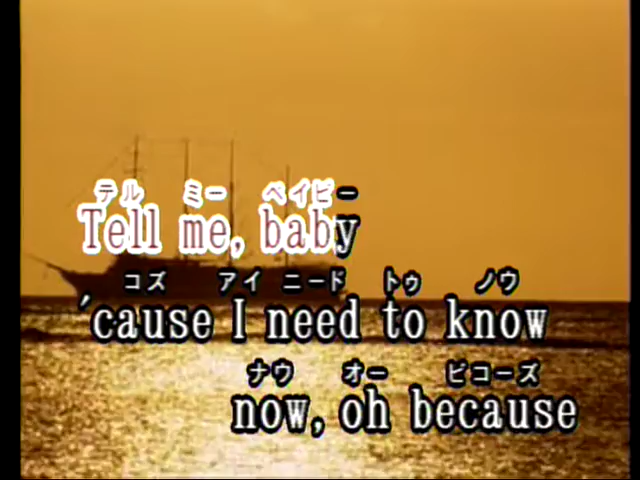 テル ミー ベイビー
Tell me, baby
コズ アイ ニード トゥ ノウ
'cause I need to know
ナウ オー ビコーズ
now, oh because